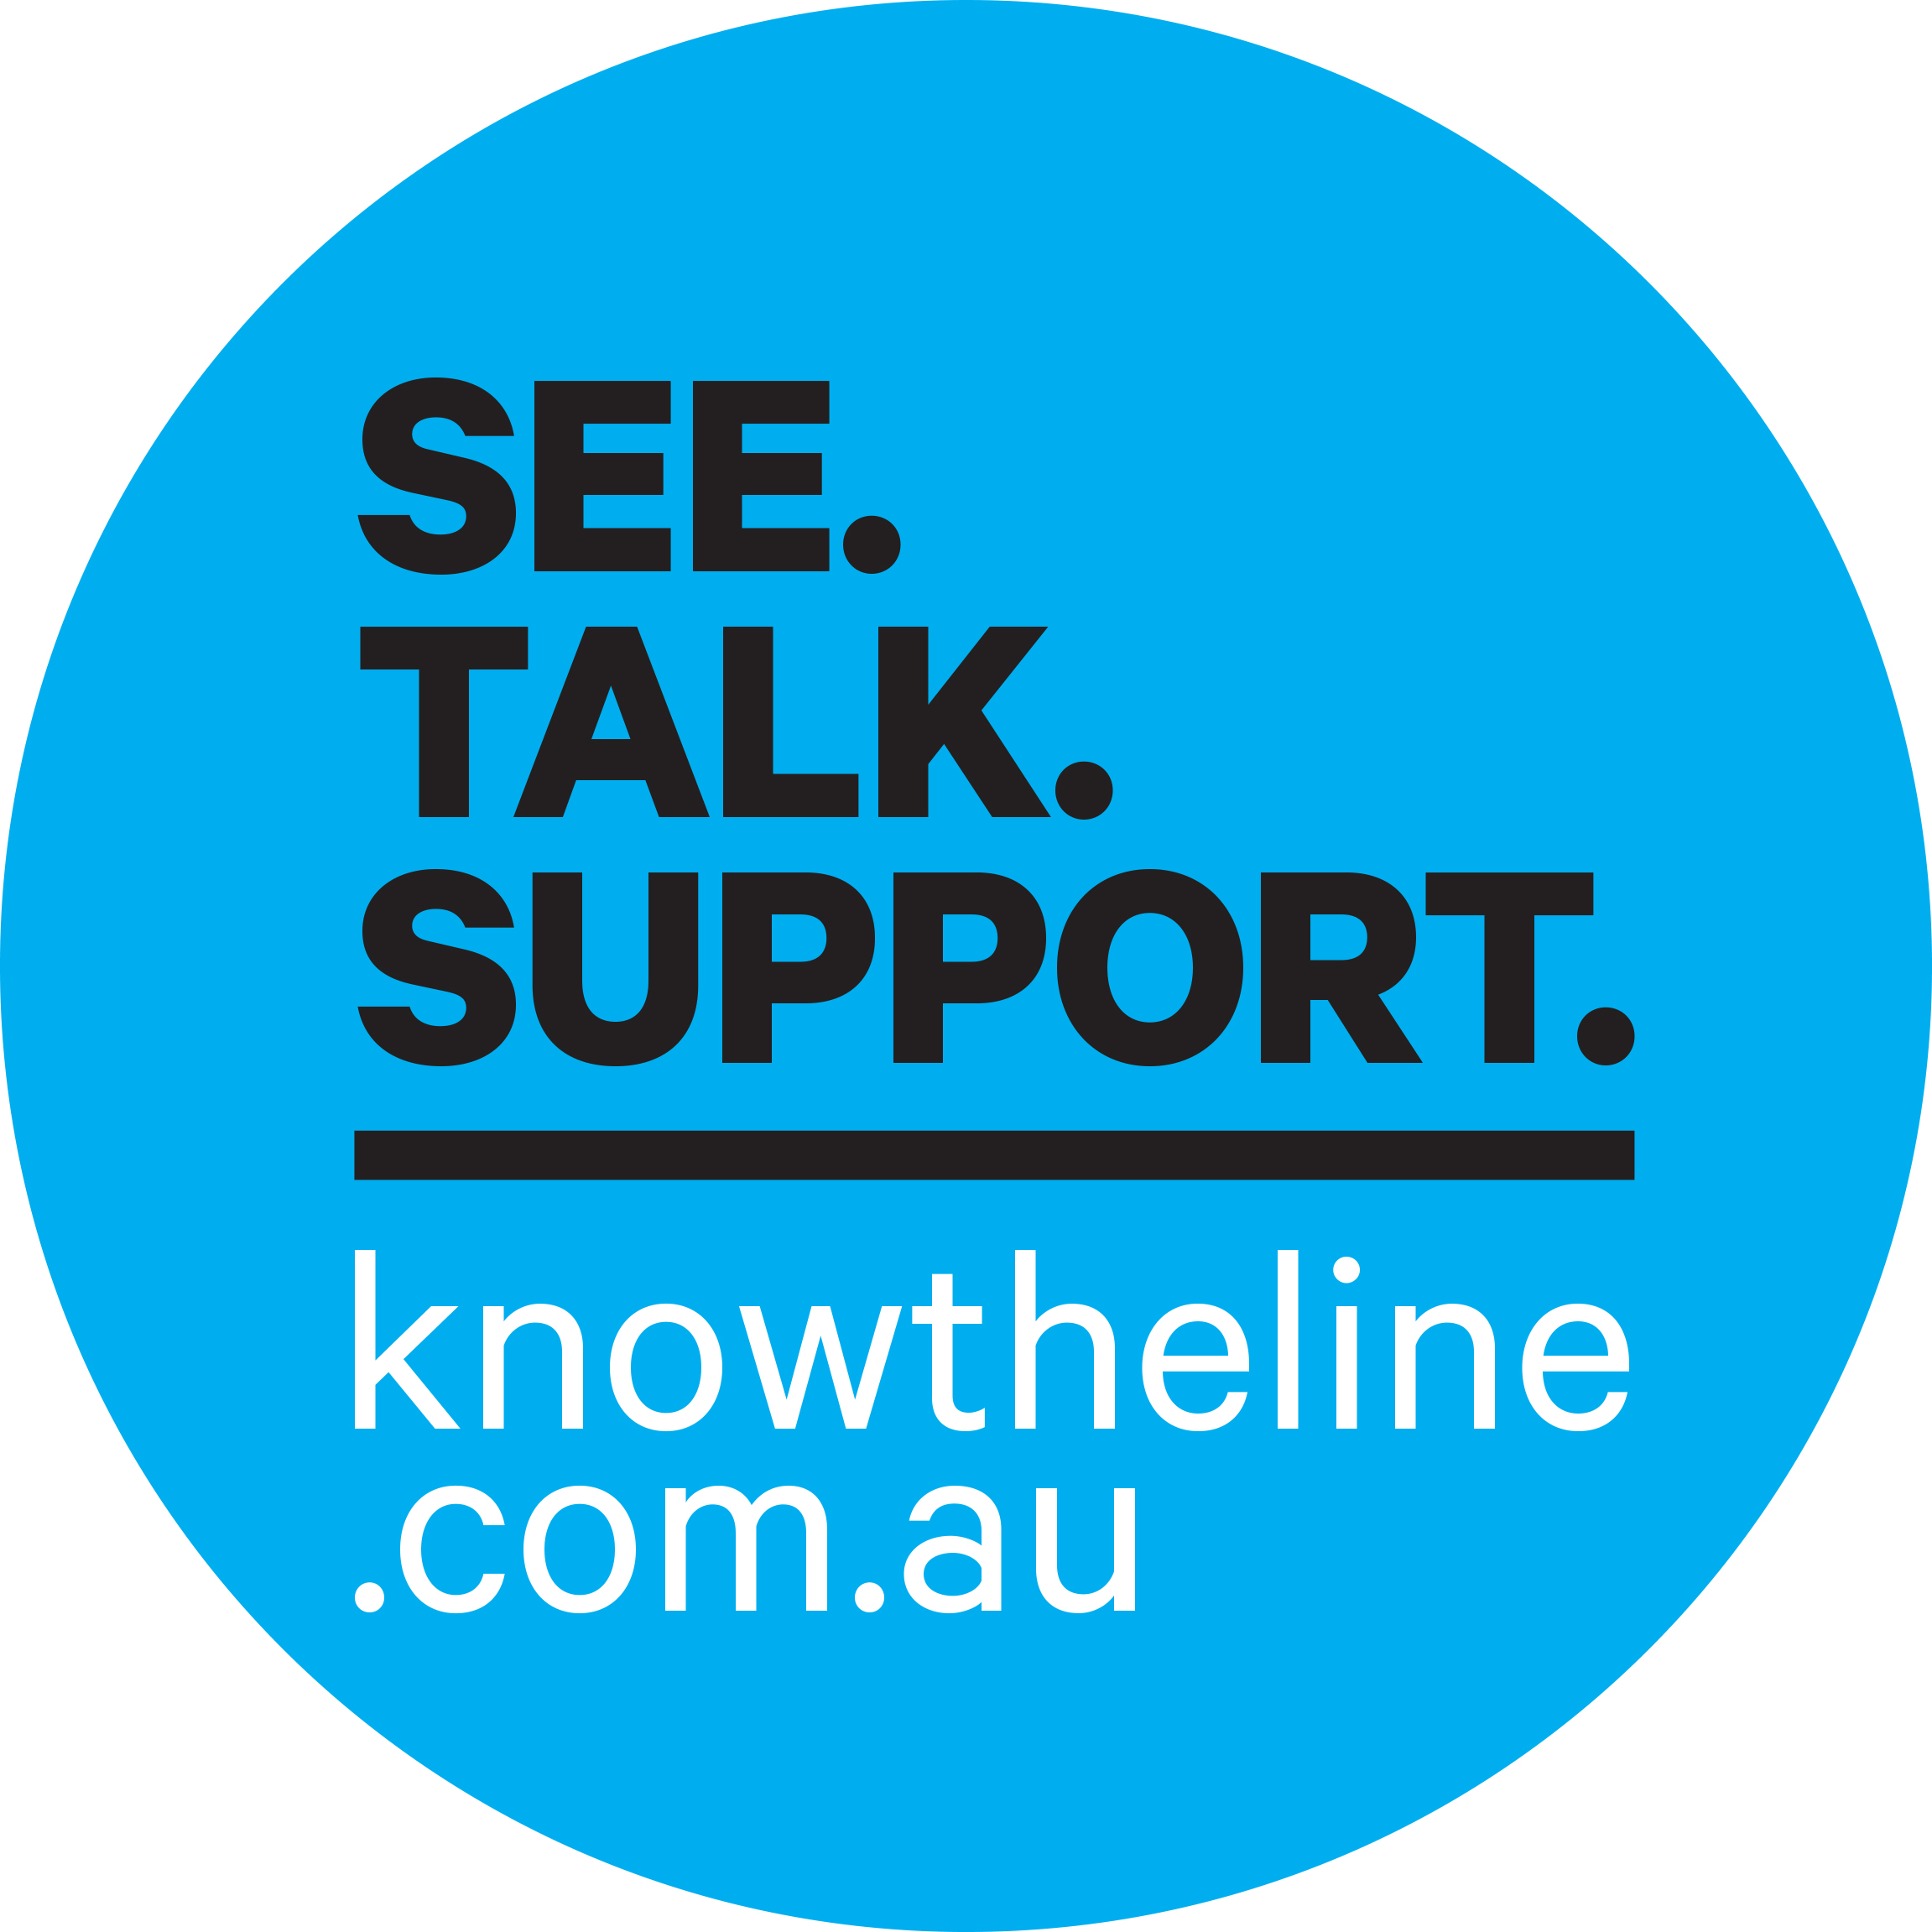 SEE.
TALK.
SUPPORT.
knowtheline
.com.au